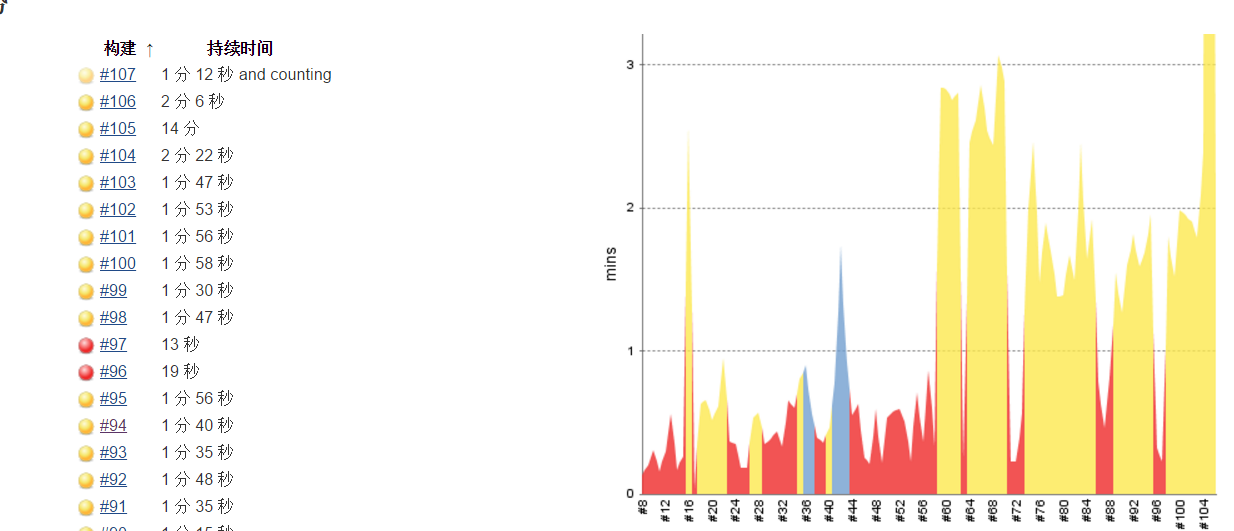 构建 ↑ 持续时间
#107 1 分 12 秒 and counting
#106 2 分 6 秒
#105 14 分
#104 2 分 22 秒
#103 1 分 47 秒
#102 1 分 53 秒
#101 1 分 56 秒
#100 1 分 58 秒
#99 1 分 30 秒
#98 1 分 47 秒
#97 13 秒
#96 19 秒
#95 1 分 56 秒
#94 1 分 40 秒
#93 1 分 35 秒
#92 1 分 48 秒
#91 1 分 35 秒
mins
3
2
1
0
#8 #12 #16 #20 #24 #28 #32 #36 #40 #44 #48 #52 #56 #60 #64 #68 #72 #76 #80 #84 #88 #92 #96 #100 #104